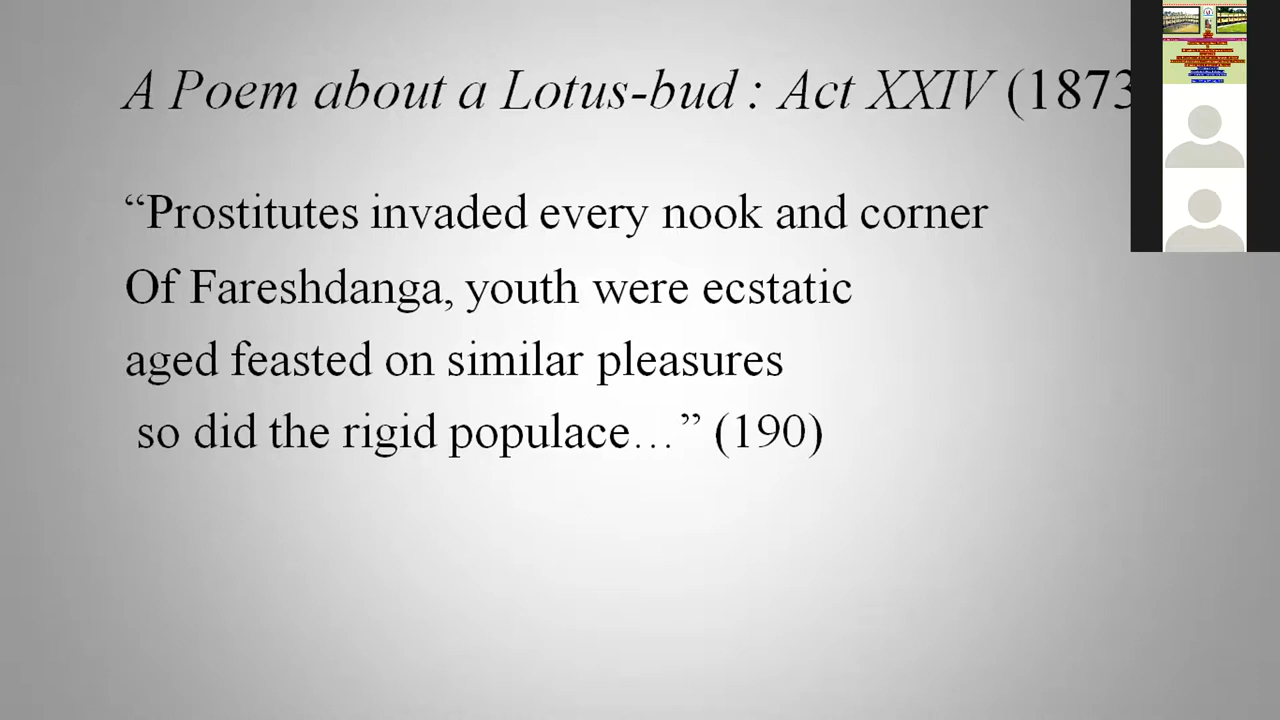 A Poem about a Lotus-bud : Act XXIV (1873
“Prostitutes invaded every nook and corner
Of Fareshdanga, youth were ecstatic
aged feasted on similar pleasures
so did the rigid populace…” (190)